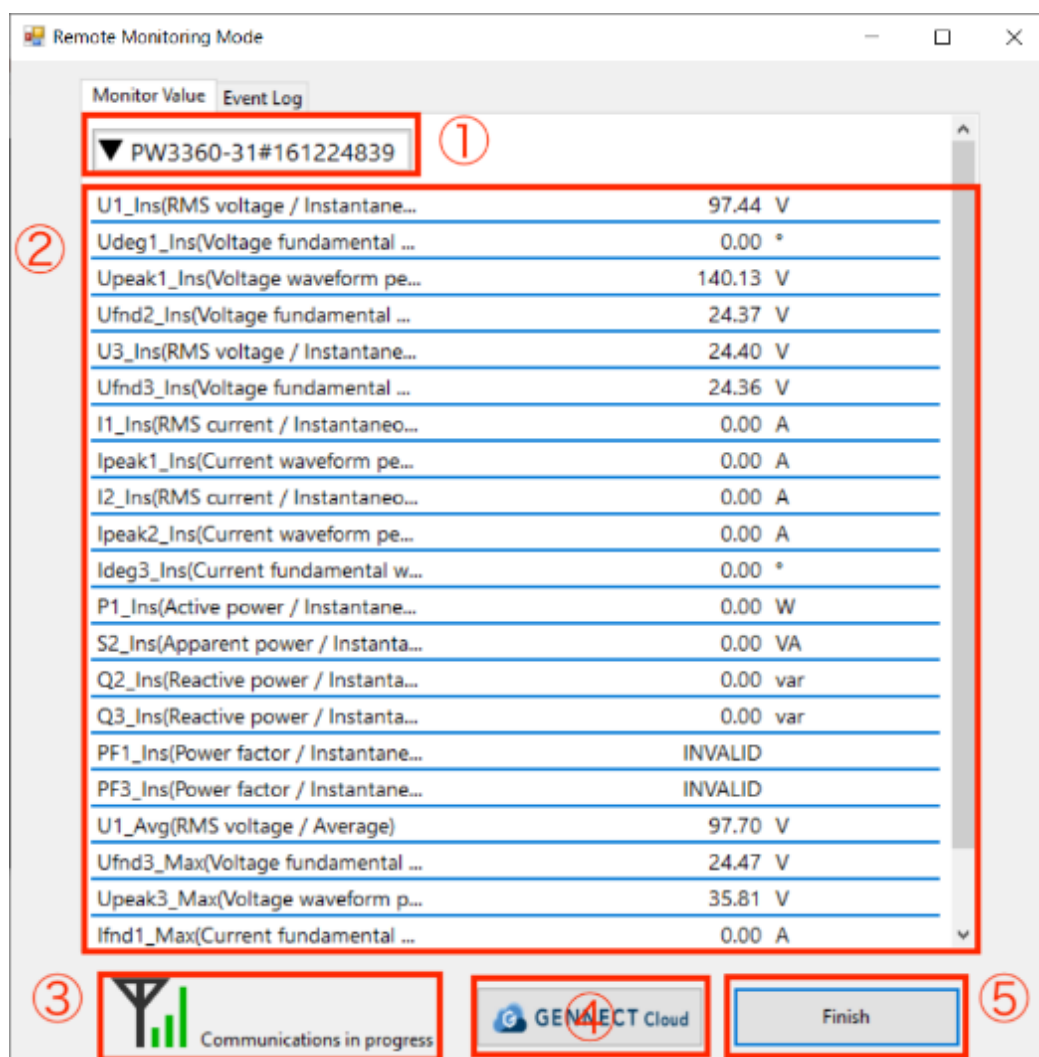 Remote Monitoring Mode
Monitor Value Event Log
①
▼ PW3360-31#161224839
②
U1_Ins(RMS voltage / Instantane... 97.44 V
Udeg1_Ins(Voltage fundamental ... 0.00 °
Upeak1_Ins(Voltage waveform pe... 140.13 V
Ufnd2_Ins(Voltage fundamental ... 24.37 V
U3_Ins(RMS voltage / Instantane... 24.40 V
Ufnd3_Ins(Voltage fundamental ... 24.36 V
I1_Ins(RMS current / Instantaneo... 0.00 A
Ipeak1_Ins(Current waveform pe... 0.00 A
I2_Ins(RMS current / Instantaneo... 0.00 A
Ipeak2_Ins(Current waveform pe... 0.00 A
Ideg3_Ins(Current fundamental w... 0.00 °
P1_Ins(Active power / Instantane... 0.00 W
S2_Ins(Apparent power / Instanta... 0.00 VA
Q2_Ins(Reactive power / Instanta... 0.00 var
Q3_Ins(Reactive power / Instanta... 0.00 var
PF1_Ins(Power factor / Instantane... INVALID
PF3_Ins(Power factor / Instantane... INVALID
U1_Avg(RMS voltage / Average) 97.70 V
Ufnd3_Max(Voltage fundamental ... 24.47 V
Upeak3_Max(Voltage waveform p... 35.81 V
Ifnd1_Max(Current fundamental ... 0.00 A
③ Communications in progress
④ GENNECT Cloud
⑤ Finish